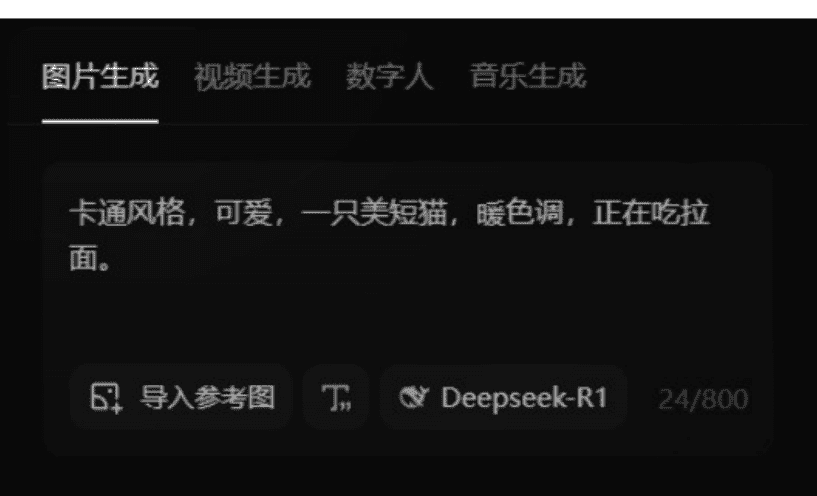 图片生成 视频生成 数字人 音乐生成
卡通风格，可爱，一只美短猫，暖色调，正在吃拉
面。
导入参考图 T,, Deepseek-R1 24/800